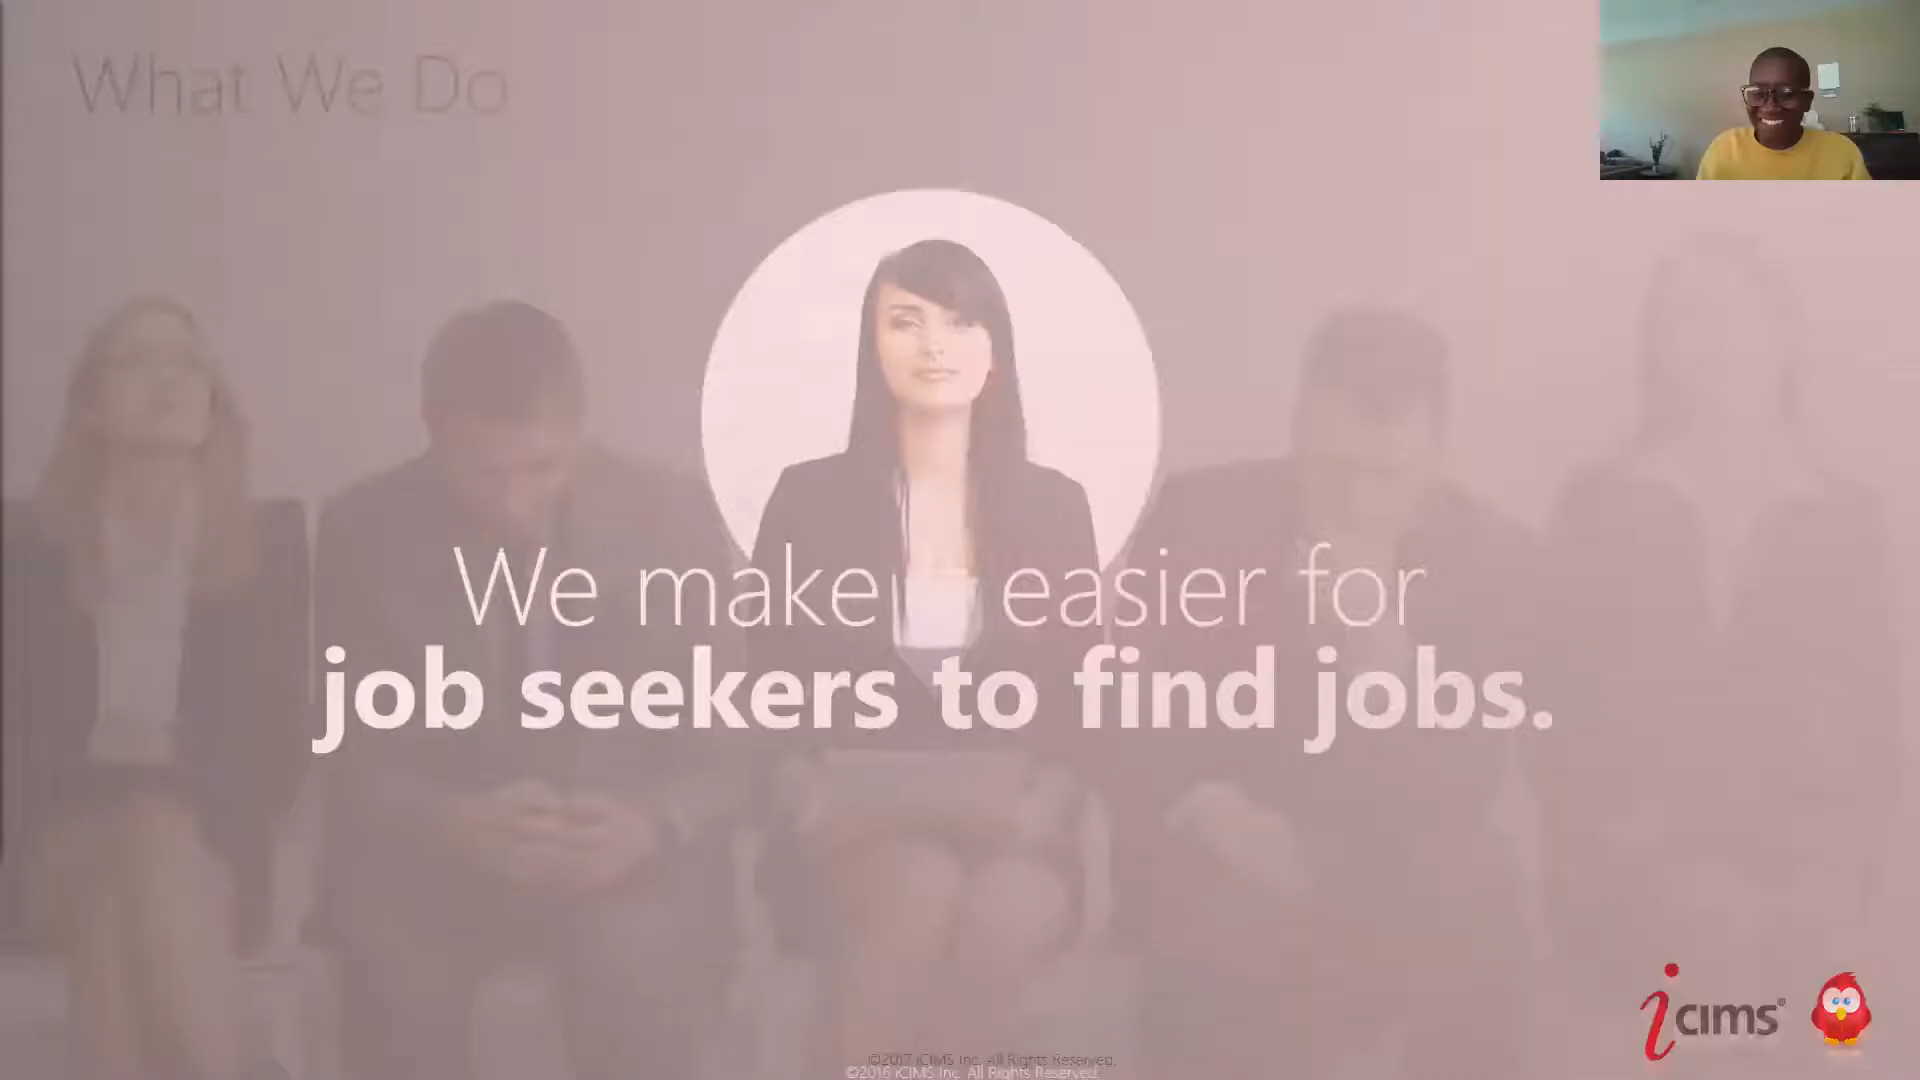 What We Do
We make easier for
job seekers to find jobs.
iCIMS®
©2017 iCIMS Inc. All Rights Reserved.
©2016 iCIMS Inc. All Rights Reserved.